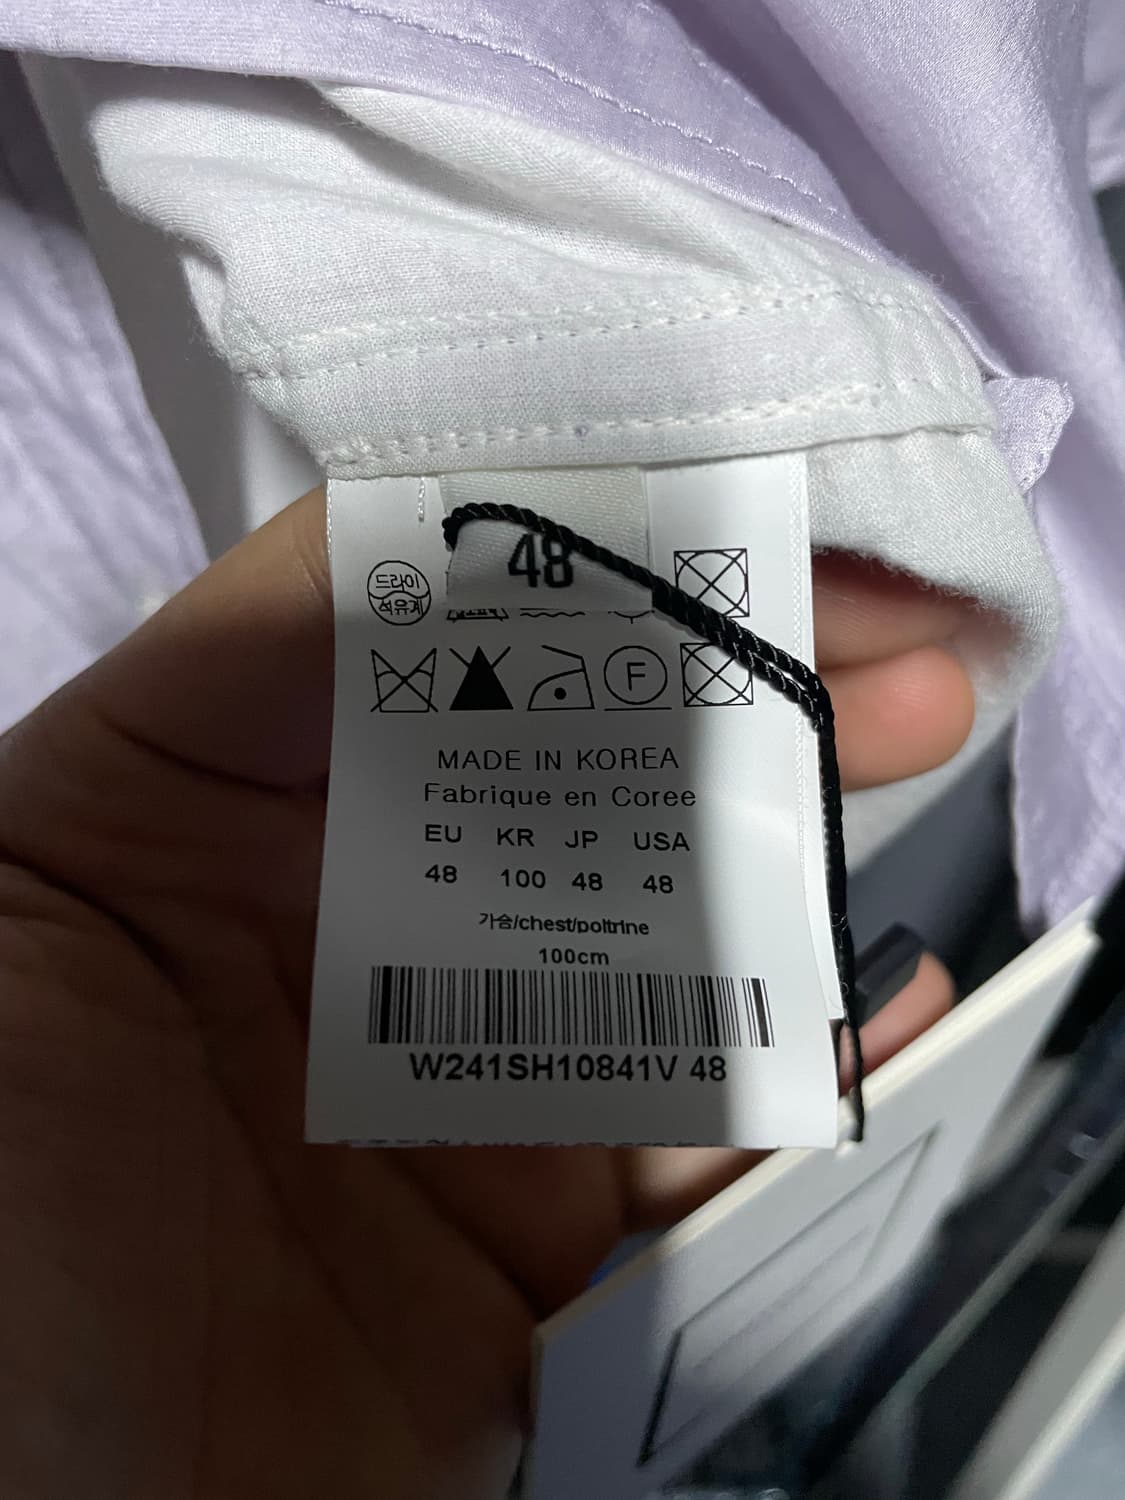 48
드라이
석유계
F
MADE IN KOREA
Fabrique en Coree
EU KR JP USA
48 100 48 48
가슴/chest/poltrine
100cm
W241SH10841V 48